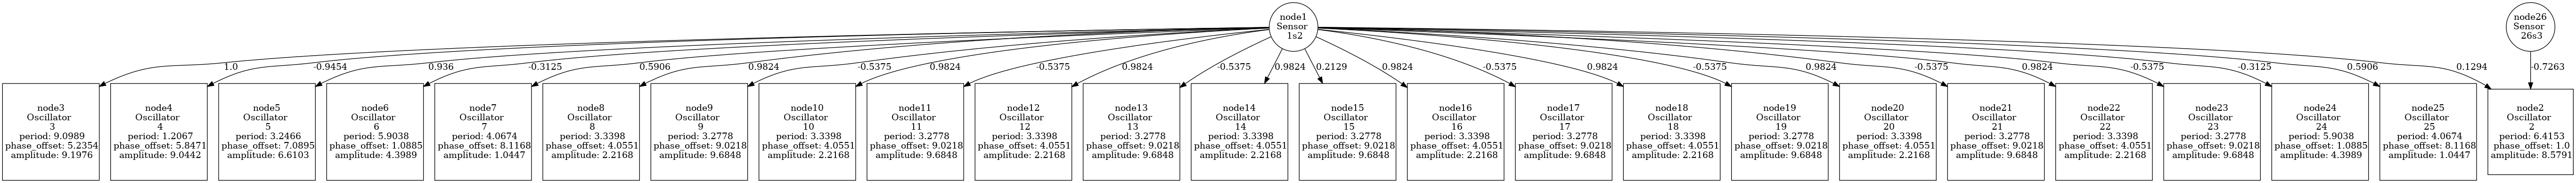 node1
Sensor
1s2
node26
Sensor
26s3
1.0
-0.9454
0.936
-0.3125
0.5906
0.9824
-0.5375
0.9824
-0.5375
0.9824
-0.5375
0.9824
0.2129
0.9824
-0.5375
0.9824
-0.5375
0.9824
-0.5375
0.9824
-0.5375
-0.3125
0.5906
0.1294
-0.7263
node3
Oscillator
3
period: 9.0989
phase_offset: 5.2354
amplitude: 9.1976
node4
Oscillator
4
period: 1.2067
phase_offset: 5.8471
amplitude: 9.0442
node5
Oscillator
5
period: 3.2466
phase_offset: 7.0895
amplitude: 6.6103
node6
Oscillator
6
period: 5.9038
phase_offset: 1.0885
amplitude: 4.3989
node7
Oscillator
7
period: 4.0674
phase_offset: 8.1168
amplitude: 1.0447
node8
Oscillator
8
period: 3.3398
phase_offset: 4.0551
amplitude: 2.2168
node9
Oscillator
9
period: 3.2778
phase_offset: 9.0218
amplitude: 9.6848
node10
Oscillator
10
period: 3.3398
phase_offset: 4.0551
amplitude: 2.2168
node11
Oscillator
11
period: 3.2778
phase_offset: 9.0218
amplitude: 9.6848
node12
Oscillator
12
period: 3.3398
phase_offset: 4.0551
amplitude: 2.2168
node13
Oscillator
13
period: 3.2778
phase_offset: 9.0218
amplitude: 9.6848
node14
Oscillator
14
period: 3.3398
phase_offset: 4.0551
amplitude: 2.2168
node15
Oscillator
15
period: 3.2778
phase_offset: 9.0218
amplitude: 9.6848
node16
Oscillator
16
period: 3.3398
phase_offset: 4.0551
amplitude: 2.2168
node17
Oscillator
17
period: 3.2778
phase_offset: 9.0218
amplitude: 9.6848
node18
Oscillator
18
period: 3.3398
phase_offset: 4.0551
amplitude: 2.2168
node19
Oscillator
19
period: 3.2778
phase_offset: 9.0218
amplitude: 9.6848
node20
Oscillator
20
period: 3.3398
phase_offset: 4.0551
amplitude: 2.2168
node21
Oscillator
21
period: 3.2778
phase_offset: 9.0218
amplitude: 9.6848
node22
Oscillator
22
period: 3.3398
phase_offset: 4.0551
amplitude: 2.2168
node23
Oscillator
23
period: 3.2778
phase_offset: 9.0218
amplitude: 9.6848
node24
Oscillator
24
period: 5.9038
phase_offset: 1.0885
amplitude: 4.3989
node25
Oscillator
25
period: 4.0674
phase_offset: 8.1168
amplitude: 1.0447
node2
Oscillator
2
period: 6.4153
phase_offset: 1.0
amplitude: 8.5791